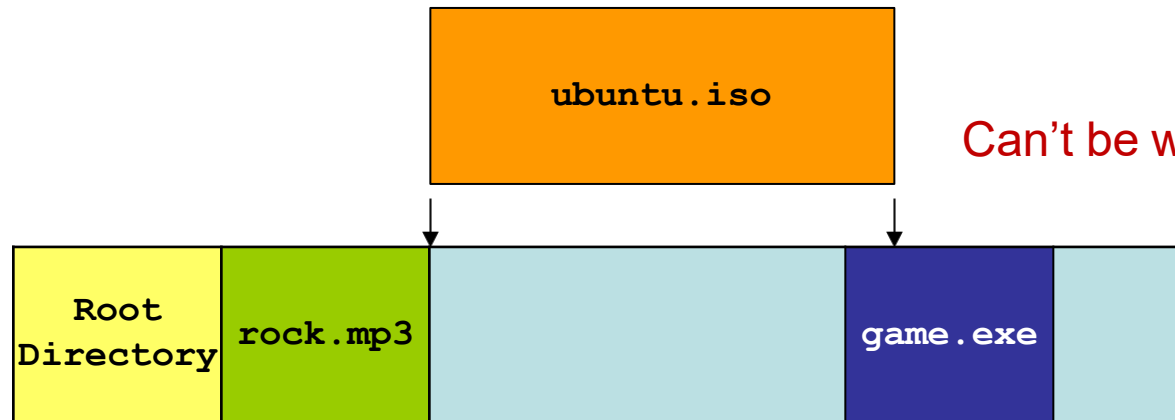 ubuntu.iso
Can’t be
Root
Directory
rock.mp3
game.exe